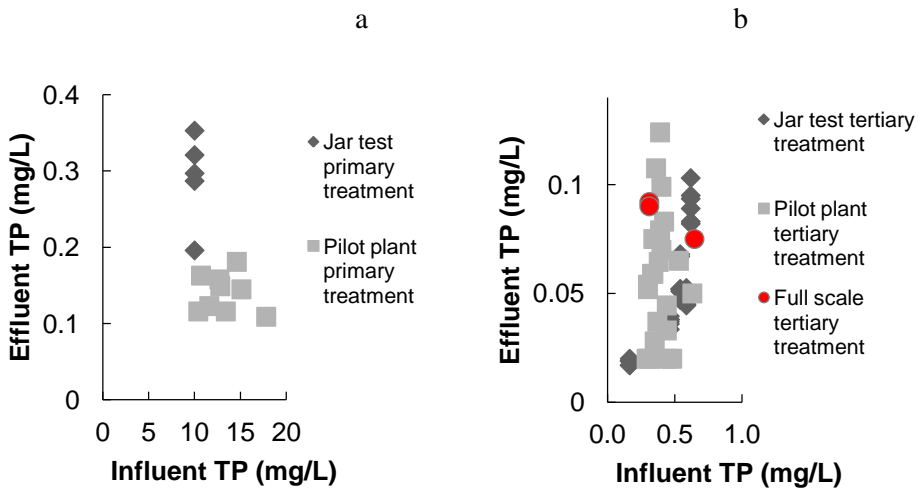 a
b
0.4
0.3
0.2
0.1
0
0
5
10
15
20
Effluent TP (mg/L)
Influent TP (mg/L)
Jar test
primary
treatment
Pilot plant
primary
treatment
0.1
0.05
0
0.0
0.5
1.0
Effluent TP (mg/L)
Influent TP (mg/L)
Jar test tertiary
treatment
Pilot plant
tertiary
treatment
Full scale
tertiary
treatment